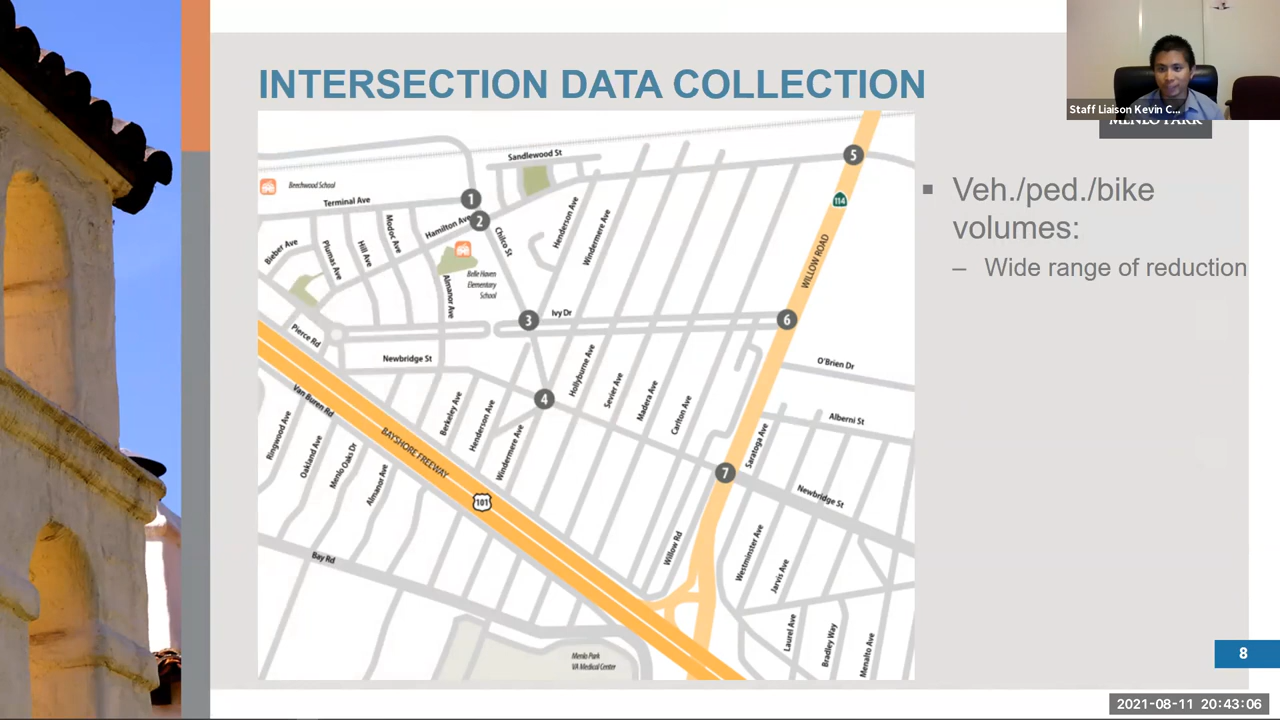 INTERSECTION DATA COLLECTION
Staff Liaison Kevin C...
MENLO PARK
Veh./ped./bike
volumes:
– Wide range of reduction
Sandlewood St
5
Beechwood School
Terminal Ave
1
114
Hamilton Ave
2
Modoc Ave
Chilco St
Henderson Ave
Windermere Ave
Bieber Ave
Plumas Ave
Hill Ave
WILLOW ROAD
Belle Haven
Elementary
School
Almanor Ave
3
Ivy Dr
6
Pierce Rd
Newbridge St
O'Brien Dr
Hollyburne Ave
Sevier Ave
Madera Ave
Carlton Ave
4
Van Buren Rd
Berkeley Ave
Henderson Ave
Windermere Ave
Alberni St
Saratoga Ave
Ringwood Ave
Oakland Ave
Menlo Oaks Dr
Almanor Ave
BAYSHORE FREEWAY
7
Newbridge St
101
Bay Rd
Willow Rd
Westminster Ave
Jarvis Ave
Laurel Ave
Bradley Way
Menalto Ave
Menlo Park
VA Medical Center
8
2021-08-11 20:43:06